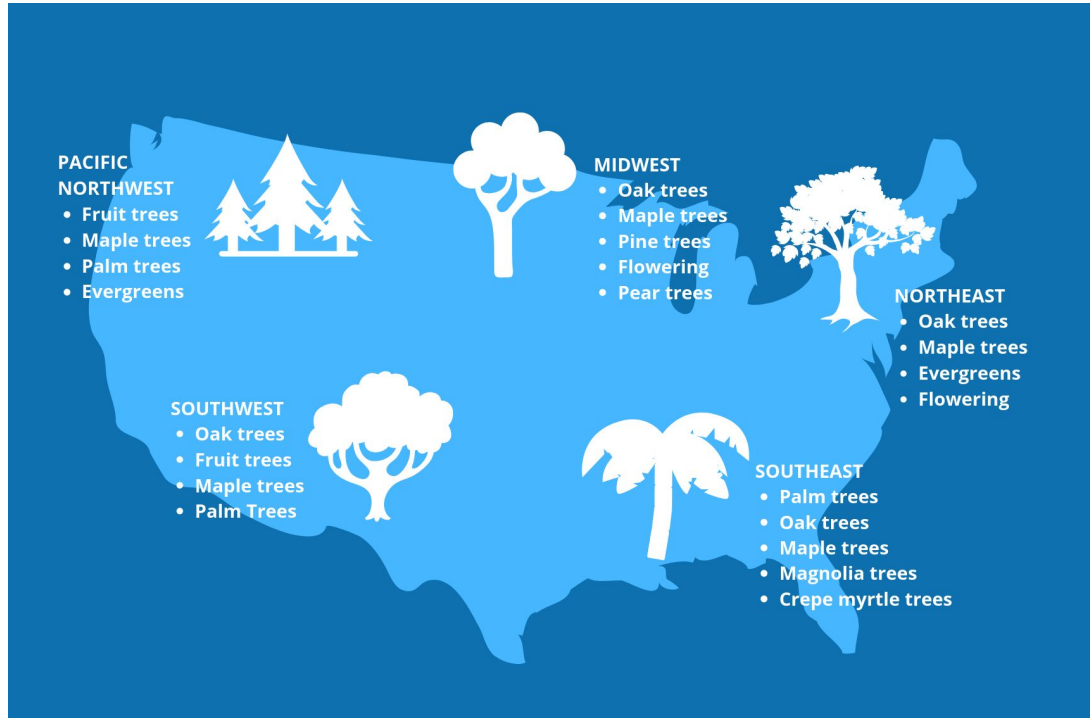 PACIFIC
NORTHWEST
• Fruit trees
• Maple trees
• Palm trees
• Evergreens
MIDWEST
• Oak trees
• Maple trees
• Pine trees
• Flowering
• Pear trees
NORTHEAST
• Oak trees
• Maple trees
• Evergreens
• Flowering
SOUTHWEST
• Oak trees
• Fruit trees
• Maple trees
• Palm Trees
SOUTHEAST
• Palm trees
• Oak trees
• Maple trees
• Magnolia trees
• Crepe myrtle trees